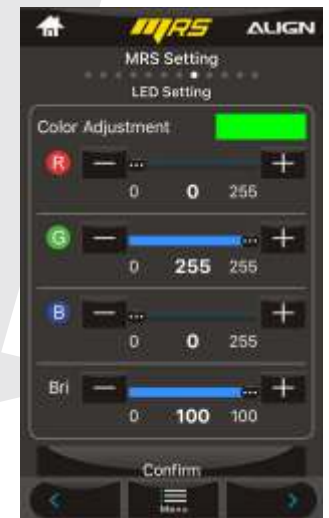 MRS ALIGN
MRS Setting
LED Setting
Color Adjustment
R
0 0 255
G
0 255 255
B
0 0 255
Bri
0 100 100
Confirm
Menu